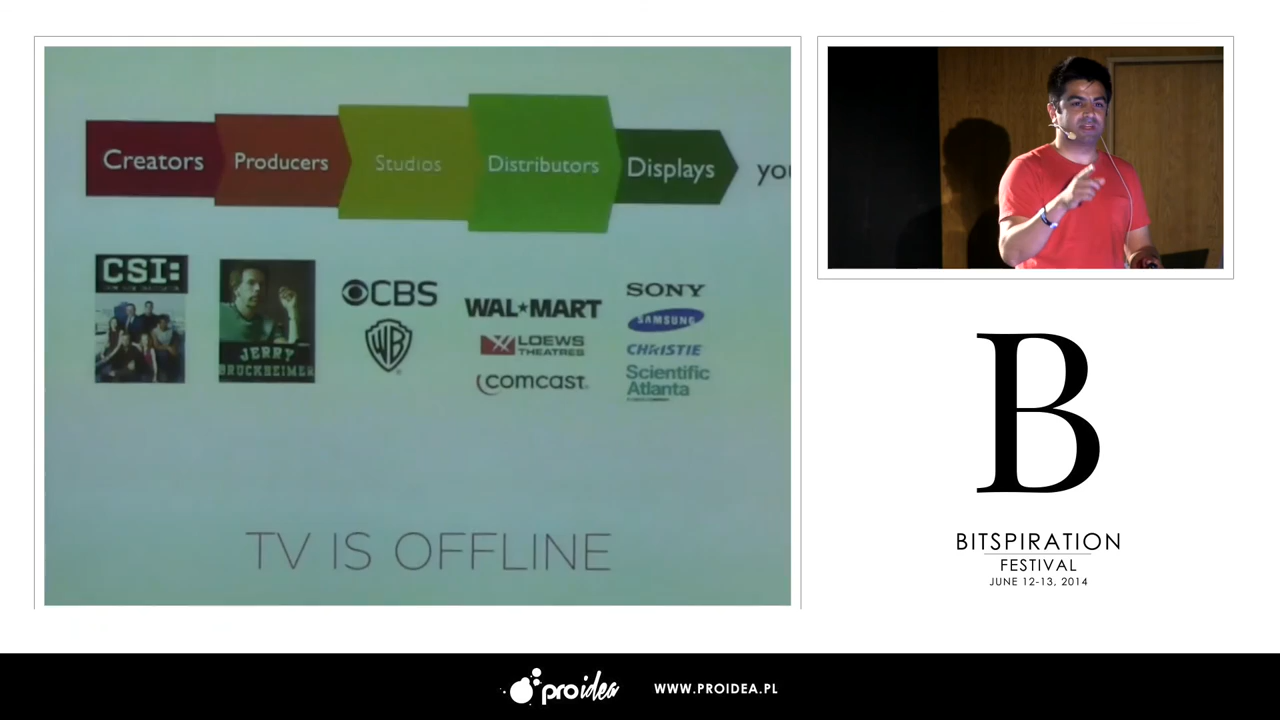 Creators
Producers
Studios
Distributors
Displays
you
CSI:
JERRY
BRUCKHEIMER
CBS
WB
WAL★MART
LOEWS
THEATRES
comcast.
SONY
SAMSUNG
CHRISTIE
Scientific
Atlanta
TV IS OFFLINE
B
BITSPIRATION
FESTIVAL
JUNE 12-13, 2014
proidea
WWW.PROIDEA.PL